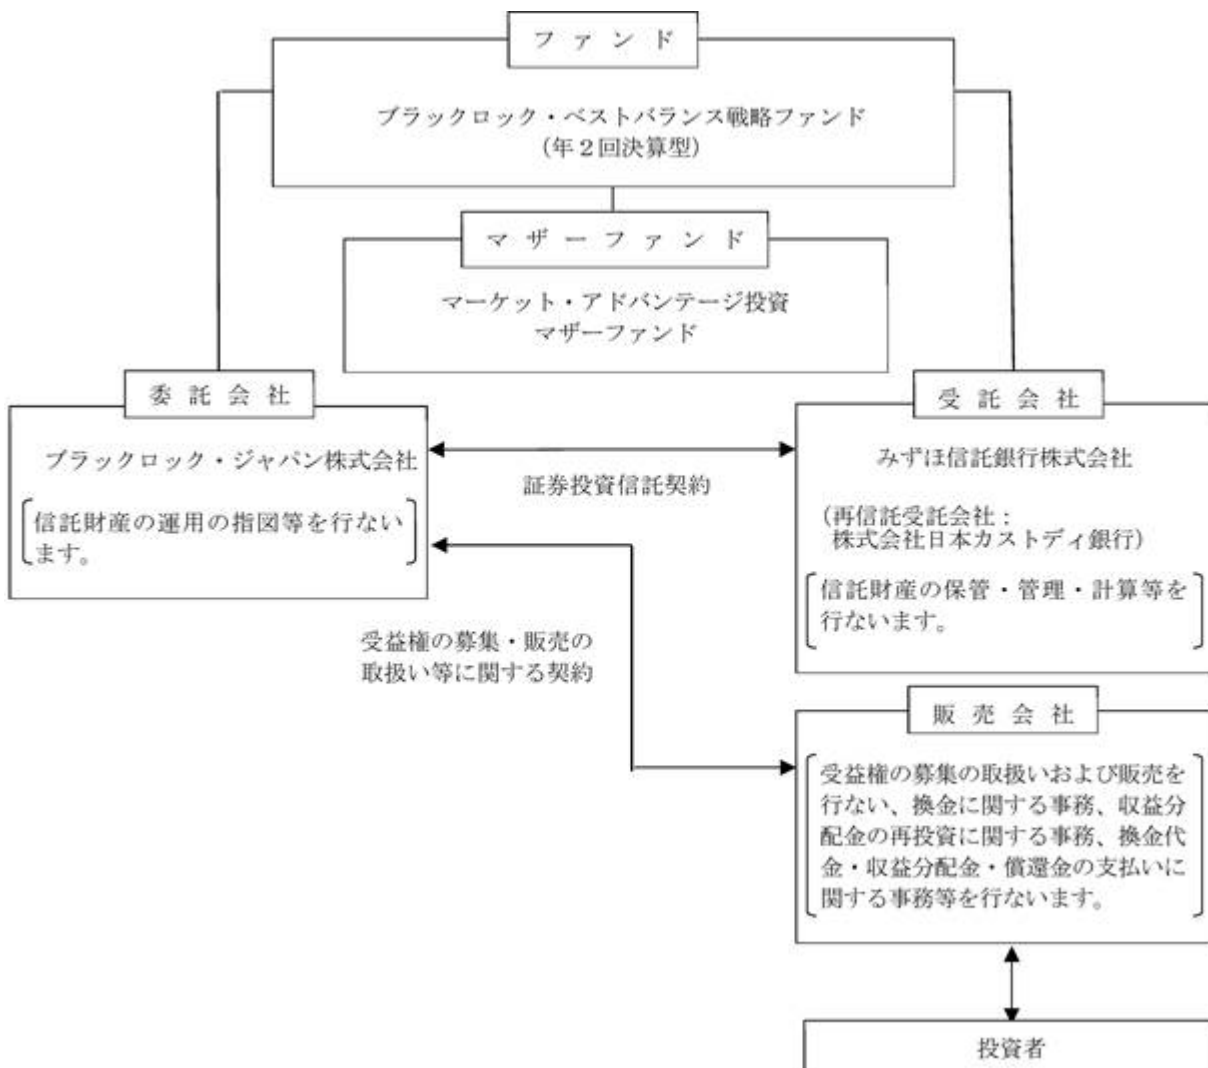 ファンド
ブラックロック・ベストバランス戦略ファンド
(年2回決算型)
マザーファンド
マーケット・アドバンテージ投資
マザーファンド
委託会社
ブラックロック・ジャパン株式会社
信託財産の運用の指図等を行ない
ます。
証券投資信託契約
受託会社
みずほ信託銀行株式会社
(再信託受託会社:
株式会社日本カストディ銀行)
信託財産の保管・管理・計算等を
行ないます。
受益権の募集・販売の
取扱い等に関する契約
販売会社
受益権の募集の取扱いおよび販売を
行ない、換金に関する事務、収益分
配金の再投資に関する事務、換金代
金・収益分配金・償還金の支払いに
関する事務等を行ないます。
投資者